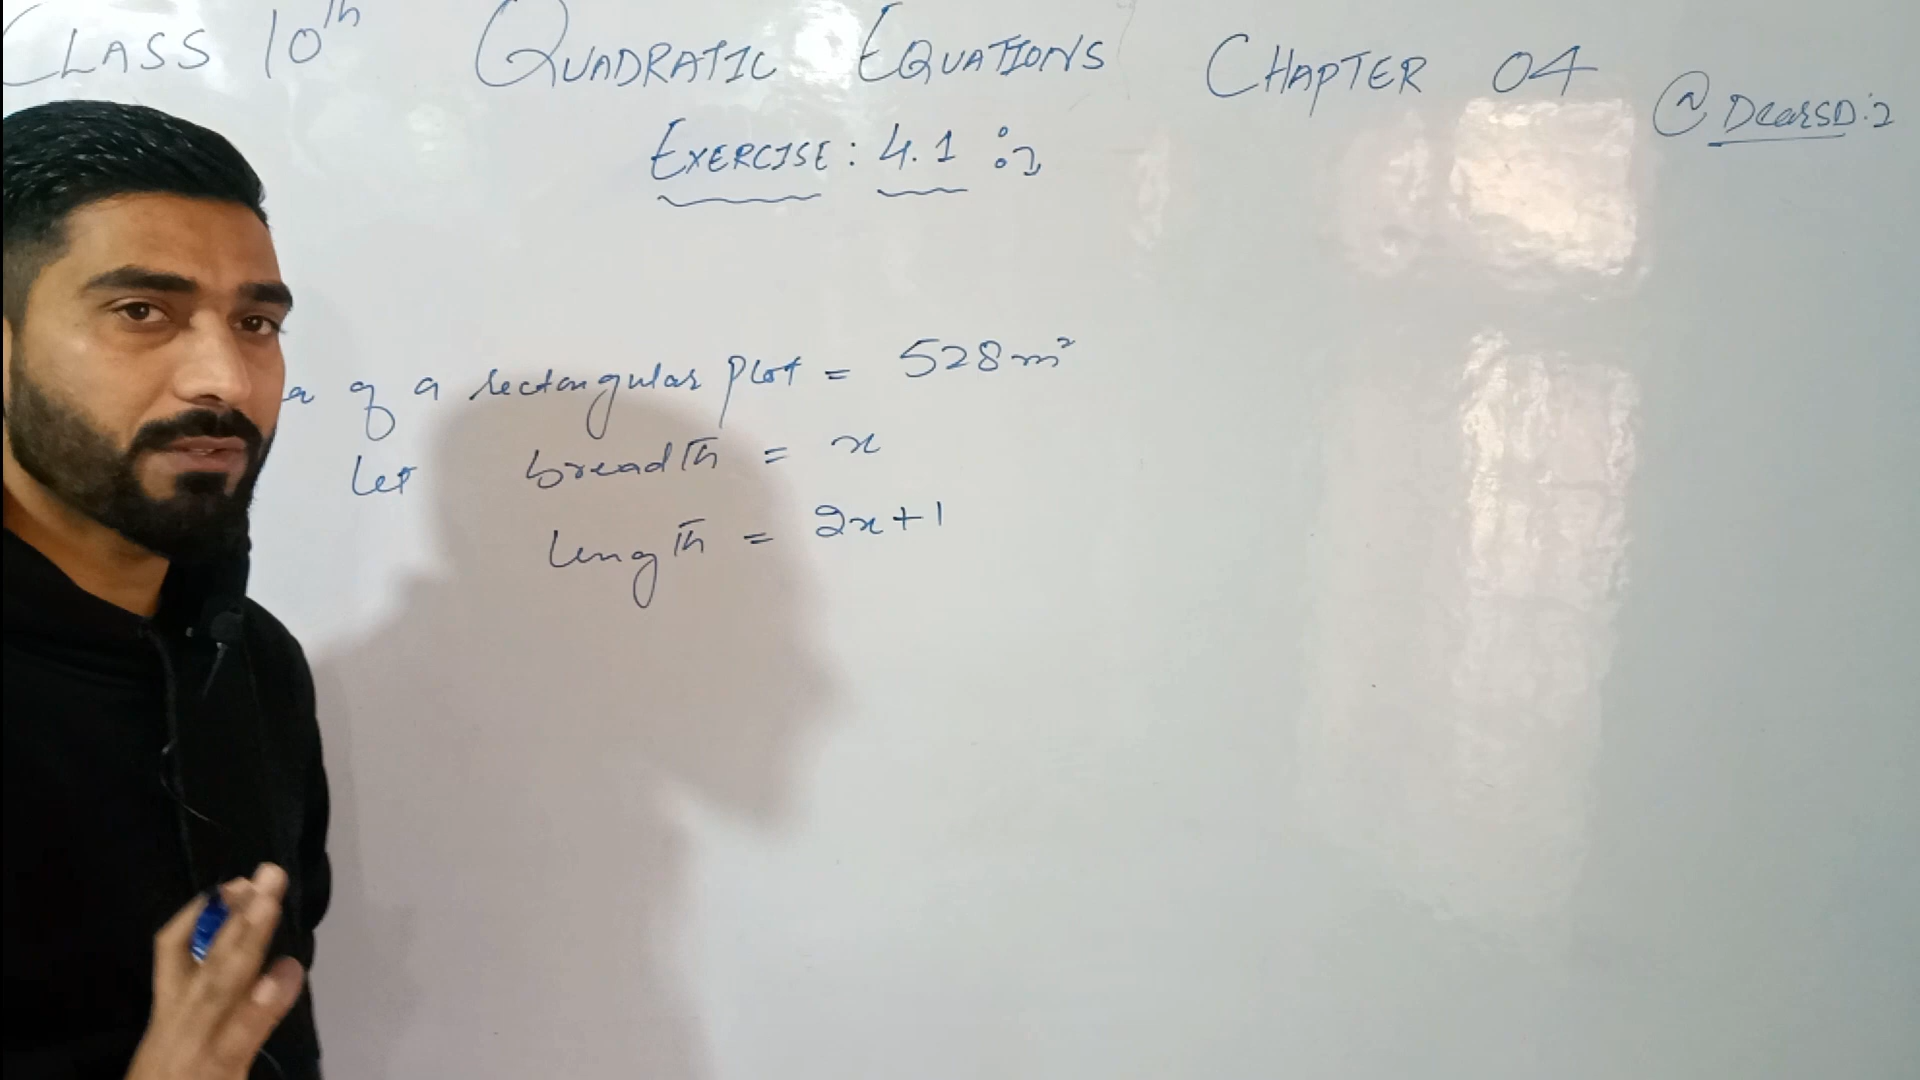 CLASS 10th QUADRATIC EQUATIONS CHAPTER 04
@DearSD:2
EXERCISE: 4.1 :2
a of a rectangular plot = 528 m²
Let breadth = x
length = 2x+1